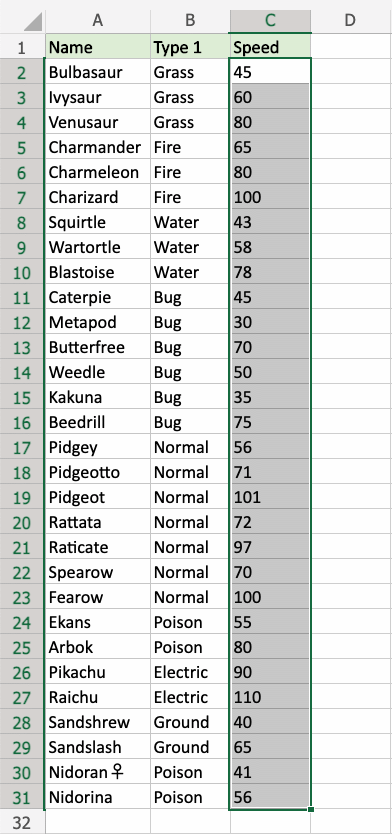 A B C D
1 Name Type 1 Speed
2 Bulbasaur Grass 45
3 Ivysaur Grass 60
4 Venusaur Grass 80
5 Charmander Fire 65
6 Charmeleon Fire 80
7 Charizard Fire 100
8 Squirtle Water 43
9 Wartortle Water 58
10 Blastoise Water 78
11 Caterpie Bug 45
12 Metapod Bug 30
13 Butterfree Bug 70
14 Weedle Bug 50
15 Kakuna Bug 35
16 Beedrill Bug 75
17 Pidgey Normal 56
18 Pidgeotto Normal 71
19 Pidgeot Normal 101
20 Rattata Normal 72
21 Raticate Normal 97
22 Spearow Normal 70
23 Fearow Normal 100
24 Ekans Poison 55
25 Arbok Poison 80
26 Pikachu Electric 90
27 Raichu Electric 110
28 Sandshrew Ground 40
29 Sandslash Ground 65
30 Nidoran♀ Poison 41
31 Nidorina Poison 56
32